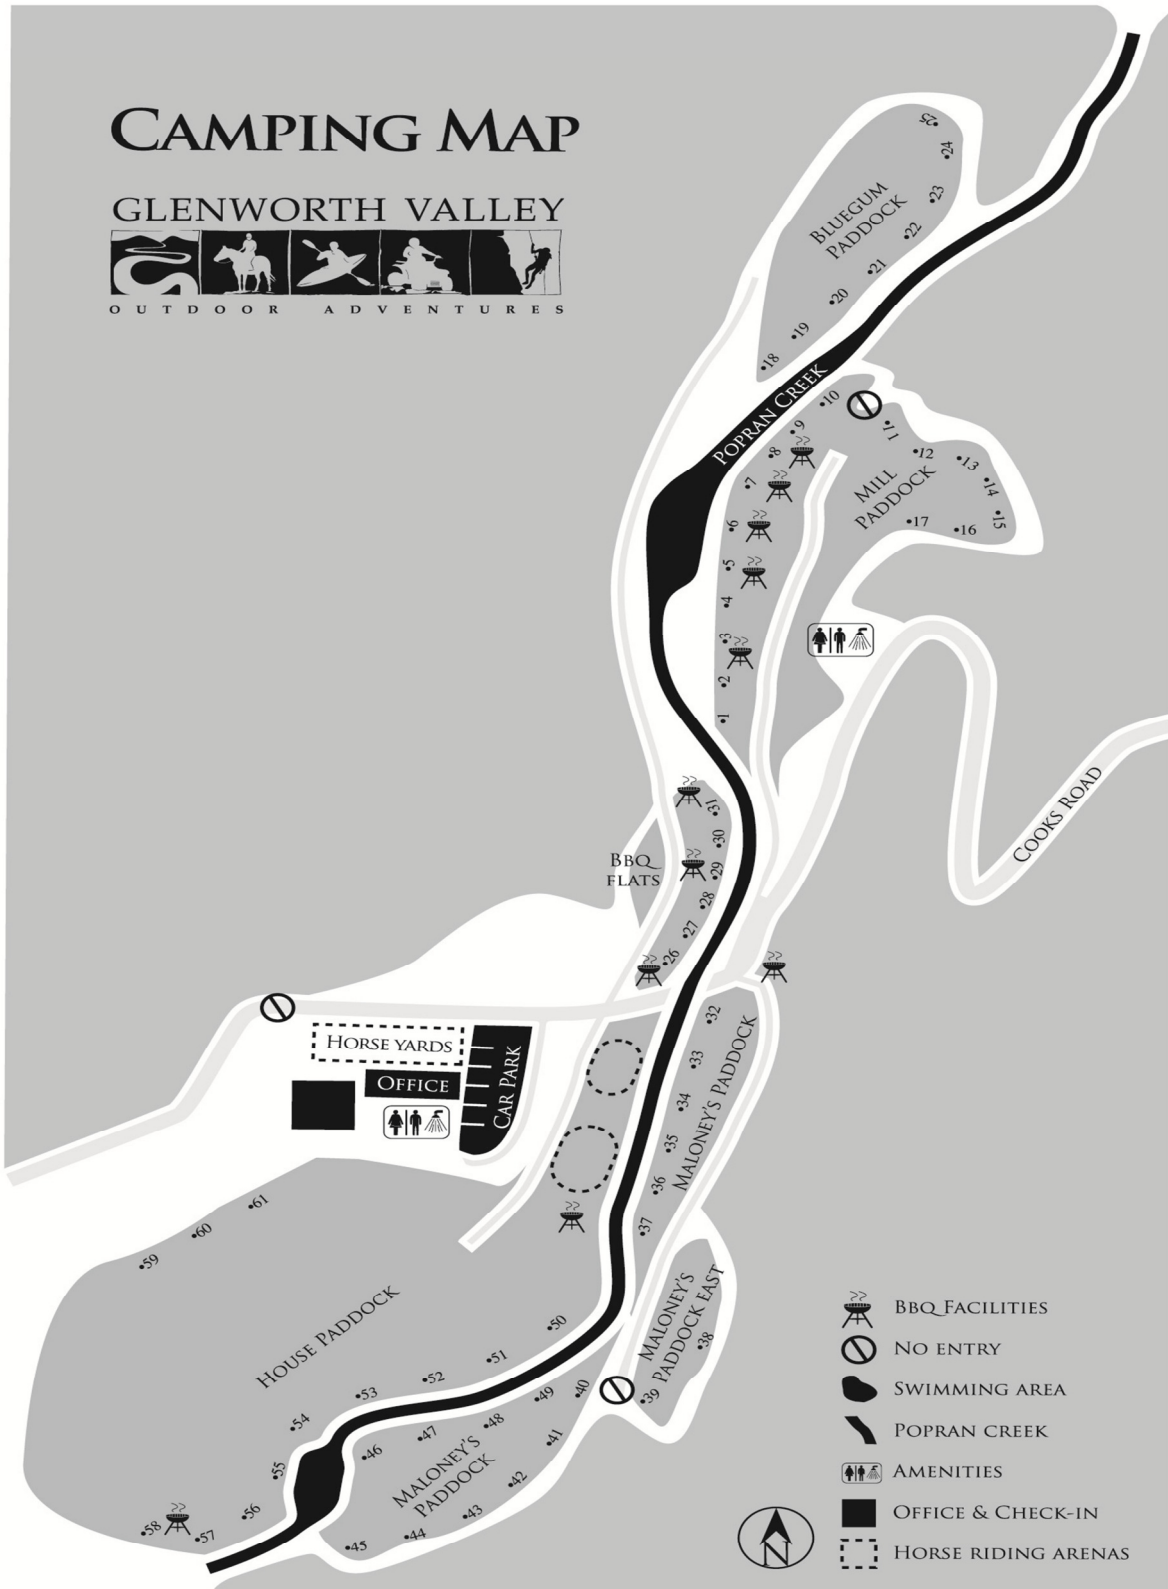 CAMPING MAP
GLENWORTH VALLEY
OUTDOOR ADVENTURES
25
24
23
22
21
20
19
18
BLUEGUM
PADDOCK
POPRAN CREEK
10
9
8
7
6
5
4
3
2
1
11
12
13
14
15
16
17
MILL
PADDOCK
COOKS ROAD
BBQ
FLATS
31
30
29
28
27
26
HORSE YARDS
OFFICE
CAR PARK
32
33
34
35
36
37
MALONEY'S PADDOCK
MALONEY'S
PADDOCK EAST
38
39
61
60
59
HOUSE PADDOCK
50
51
52
53
54
55
56
57
58
40
49
48
47
46
41
42
43
44
45
MALONEY'S
PADDOCK
BBQ FACILITIES
NO ENTRY
SWIMMING AREA
POPRAN CREEK
AMENITIES
OFFICE & CHECK-IN
HORSE RIDING ARENAS
N